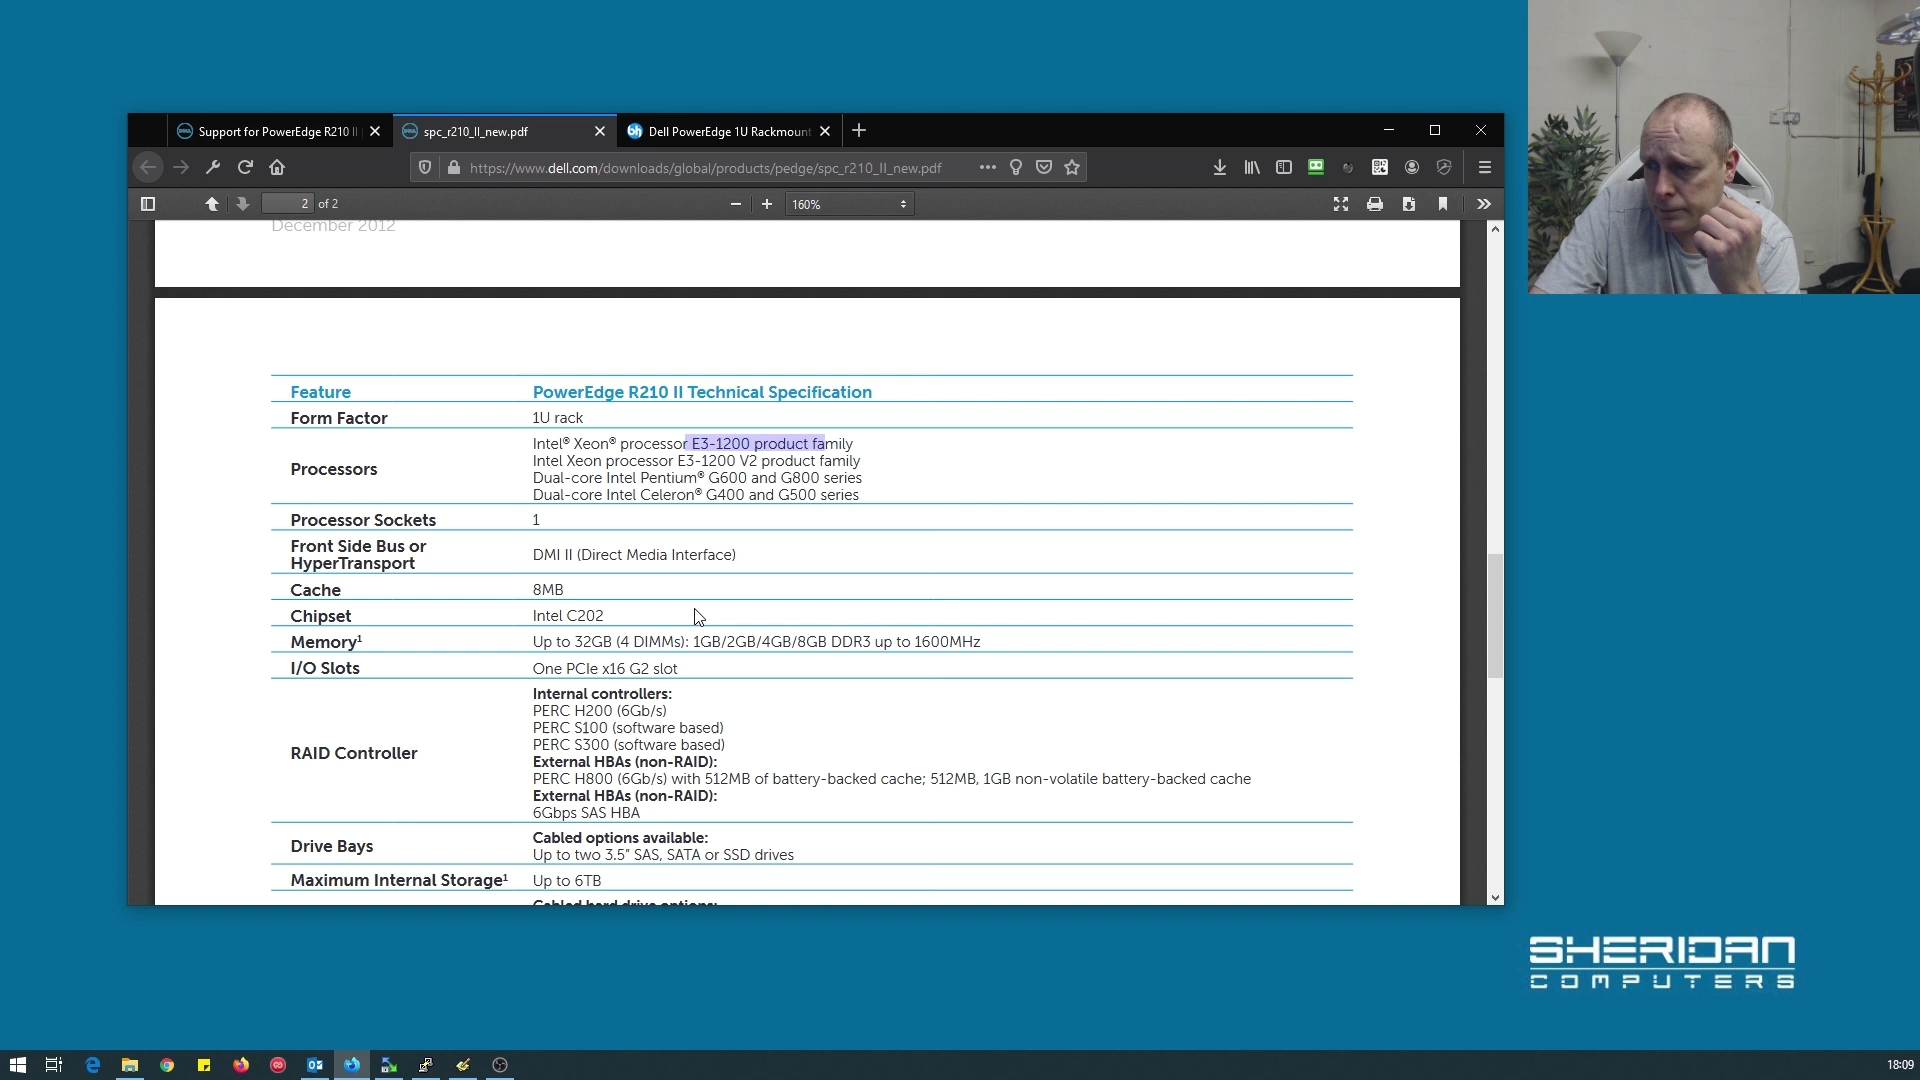 Support for PowerEdge R210 II
spc_r210_II_new.pdf
Dell PowerEdge 1U Rackmount
https://www.dell.com/downloads/global/products/pedge/spc_r210_II_new.pdf
2 of 2
160%
December 2012
Feature PowerEdge R210 II Technical Specification
Form Factor 1U rack
Processors
Intel® Xeon® processor E3-1200 product family
Intel Xeon processor E3-1200 V2 product family
Dual-core Intel Pentium® G600 and G800 series
Dual-core Intel Celeron® G400 and G500 series
Processor Sockets 1
Front Side Bus or
HyperTransport
DMI II (Direct Media Interface)
Cache 8MB
Chipset Intel C202
Memory¹ Up to 32GB (4 DIMMs): 1GB/2GB/4GB/8GB DDR3 up to 1600MHz
I/O Slots One PCIe x16 G2 slot
RAID Controller
Internal controllers:
PERC H200 (6Gb/s)
PERC S100 (software based)
PERC S300 (software based)
External HBAs (non-RAID):
PERC H800 (6Gb/s) with 512MB of battery-backed cache; 512MB, 1GB non-volatile battery-backed cache
External HBAs (non-RAID):
6Gbps SAS HBA
Drive Bays
Cabled options available:
Up to two 3.5" SAS, SATA or SSD drives
Maximum Internal Storage¹ Up to 6TB
Cabled hard drive options:
SHERIDAN
COMPUTERS
18:09